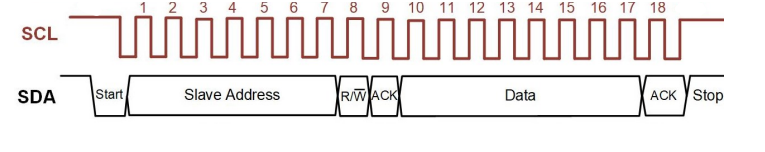 1 2 3 4 5 6 7 8 9 10 11 12 13 14 15 16 17 18
SCL
SDA Start Slave Address R/W̅ ACK Data ACK Stop